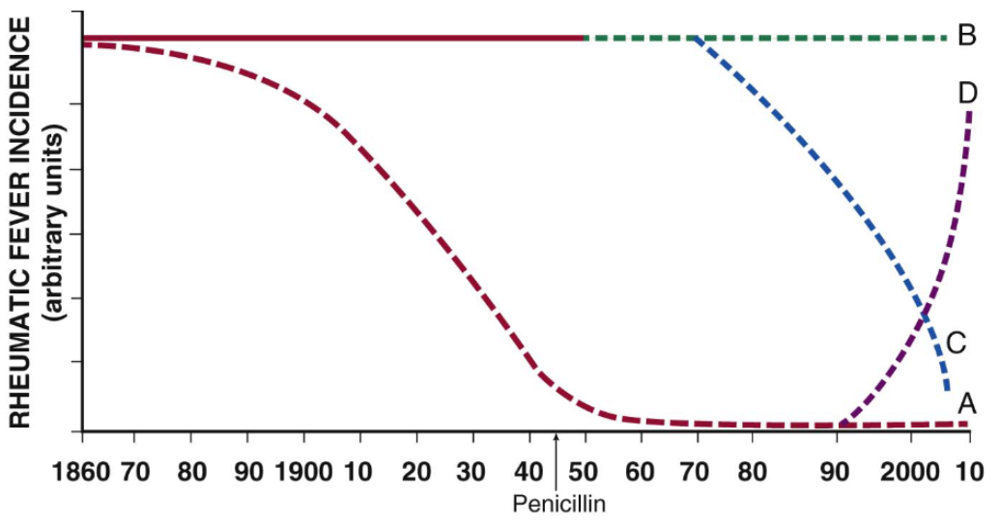 RHEUMATIC FEVER INCIDENCE
(arbitrary units)
B
D
C
A
1860 70 80 90 1900 10 20 30 40 50 60 70 80 90 2000 10
Penicillin